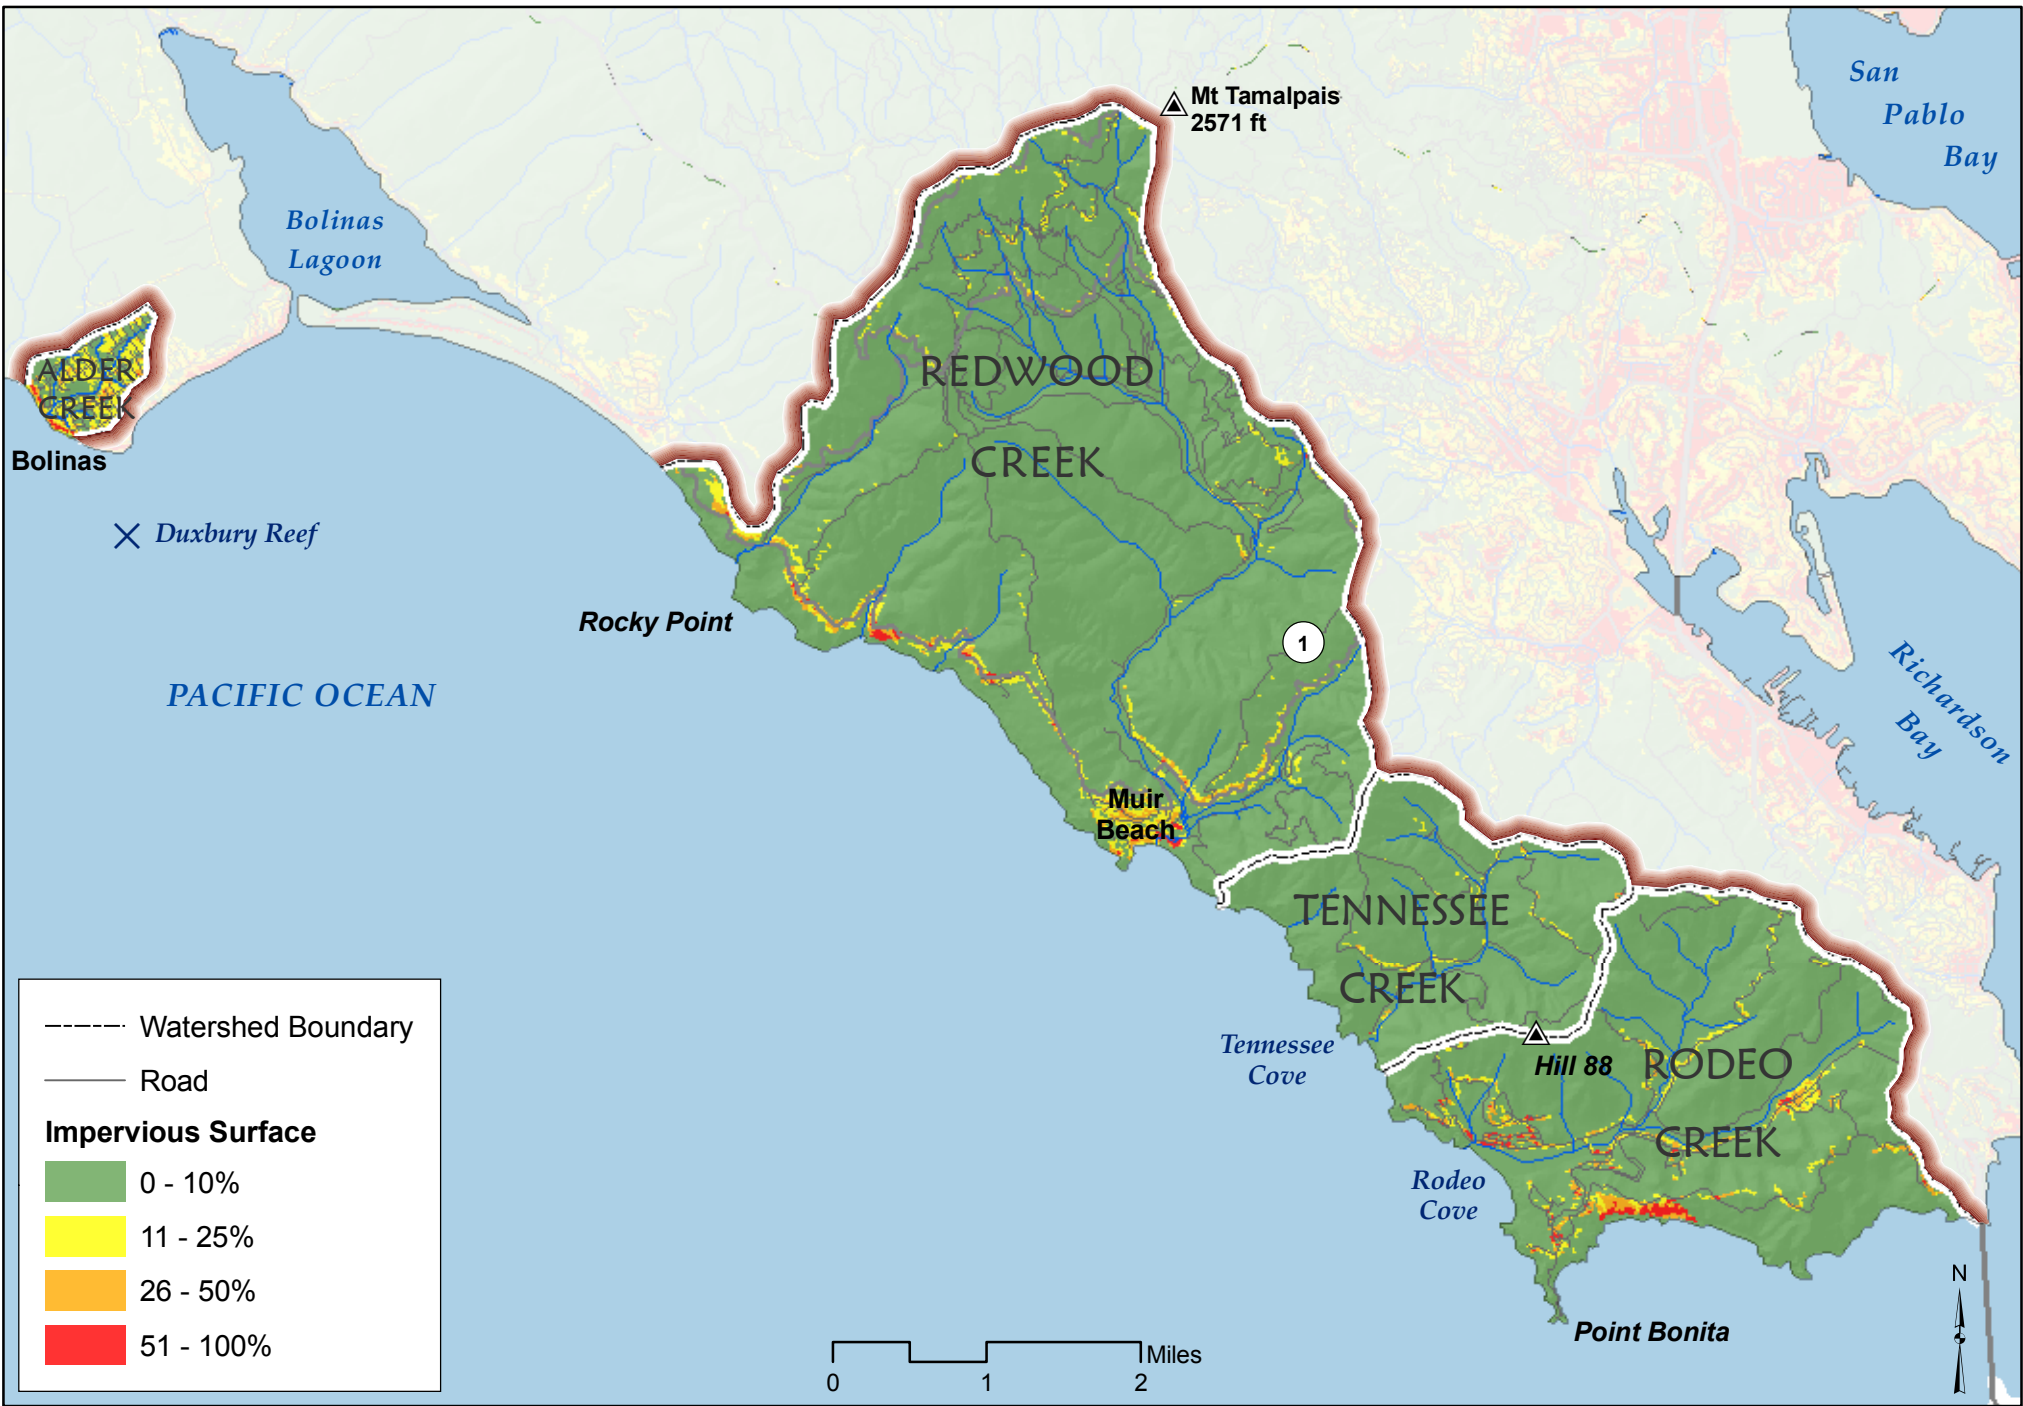 Mt Tamalpais
2571 ft
San
Pablo
Bay
Bolinas
Lagoon
ALDER
CREEK
Bolinas
Duxbury Reef
REDWOOD
CREEK
Rocky Point
1
PACIFIC OCEAN
Richardson
Bay
Muir
Beach
TENNESSEE
CREEK
Tennessee
Cove
Hill 88
RODEO
CREEK
Rodeo
Cove
Point Bonita
Watershed Boundary
Road
Impervious Surface
0 - 10%
11 - 25%
26 - 50%
51 - 100%
Miles
0 1 2
N